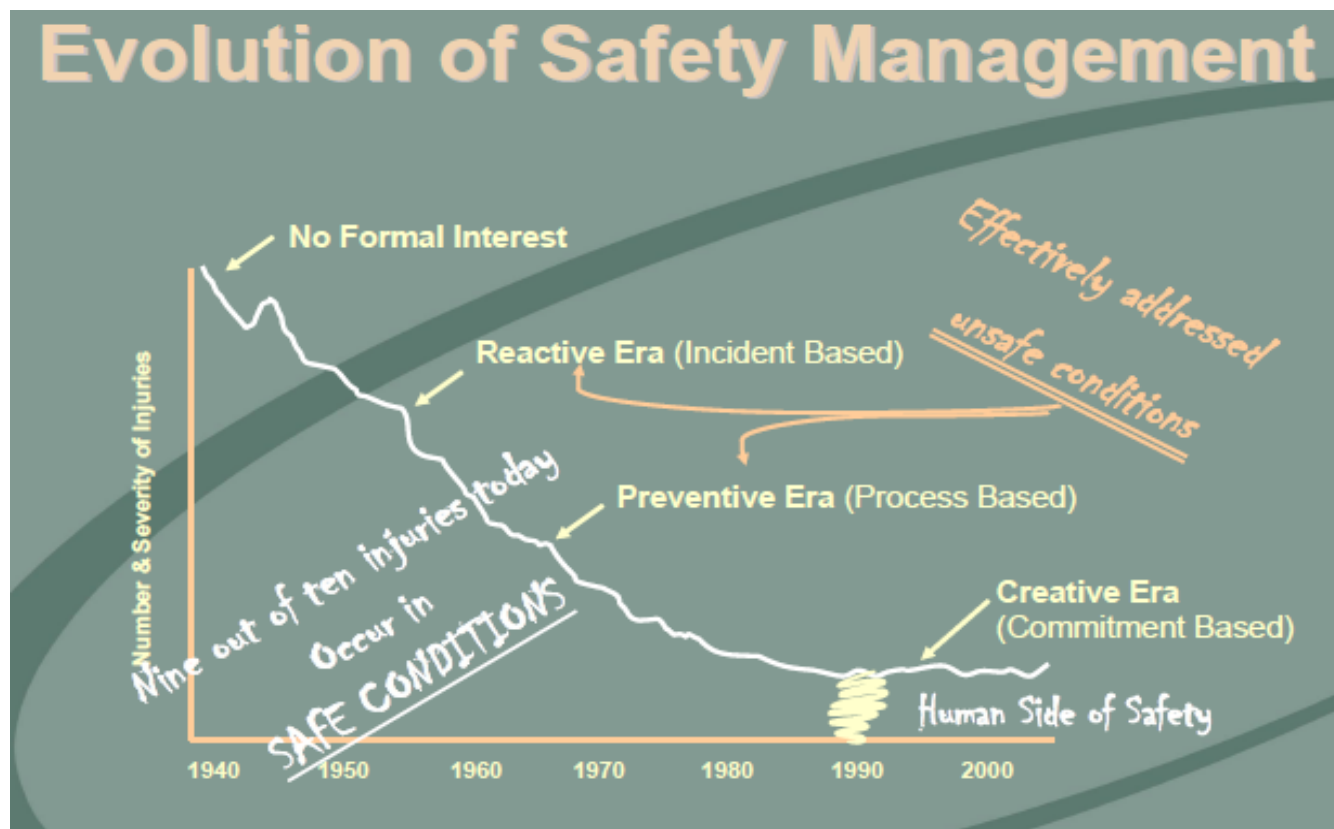 Evolution of Safety Management
No Formal Interest
Effectively addressed
unsafe conditions
Reactive Era (Incident Based)
Number & Severity of Injuries
Nine out of ten injuries today
Occur in
SAFE CONDITIONS
Preventive Era (Process Based)
Creative Era
(Commitment Based)
Human Side of Safety
1940 1950 1960 1970 1980 1990 2000